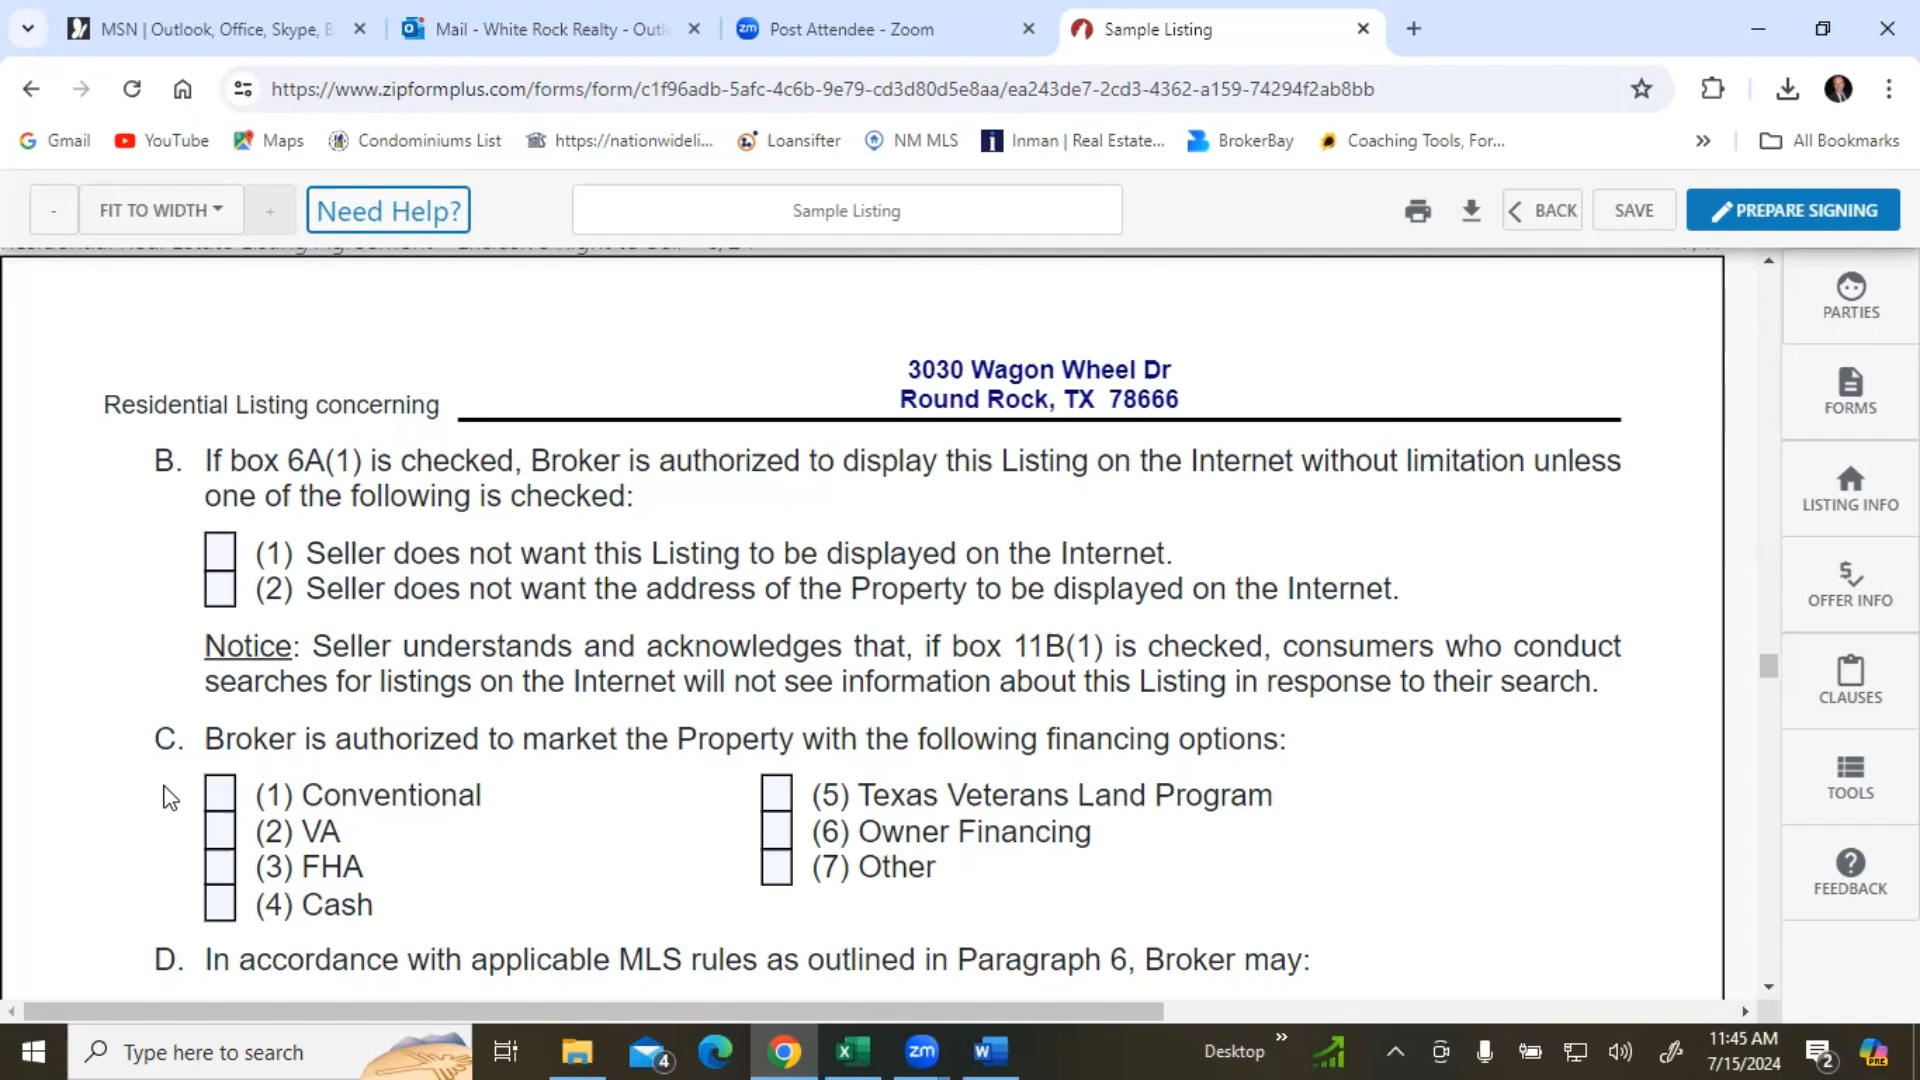 MSN | Outlook, Office, Skype, B
Mail - White Rock Realty - Outlo
zm Post Attendee - Zoom
Sample Listing
https://www.zipformplus.com/forms/form/c1f96adb-5afc-4c6b-9e79-cd3d80d5e8aa/ea243de7-2cd3-4362-a159-74294f2ab8bb
Gmail
YouTube
Maps
Condominiums List
https://nationwideli...
Loansifter
NM MLS
Inman | Real Estate...
BrokerBay
Coaching Tools, For...
All Bookmarks
- FIT TO WIDTH +
Need Help?
Sample Listing
BACK
SAVE
PREPARE SIGNING
3030 Wagon Wheel Dr
Round Rock, TX 78666
Residential Listing concerning
B. If box 6A(1) is checked, Broker is authorized to display this Listing on the Internet without limitation unless
one of the following is checked:
(1) Seller does not want this Listing to be displayed on the Internet.
(2) Seller does not want the address of the Property to be displayed on the Internet.
Notice: Seller understands and acknowledges that, if box 11B(1) is checked, consumers who conduct
searches for listings on the Internet will not see information about this Listing in response to their search.
C. Broker is authorized to market the Property with the following financing options:
(1) Conventional
(2) VA
(3) FHA
(4) Cash
(5) Texas Veterans Land Program
(6) Owner Financing
(7) Other
D. In accordance with applicable MLS rules as outlined in Paragraph 6, Broker may:
PARTIES
FORMS
LISTING INFO
OFFER INFO
CLAUSES
TOOLS
FEEDBACK
Type here to search
4
zm
Desktop
11:45 AM
7/15/2024
2
PRE